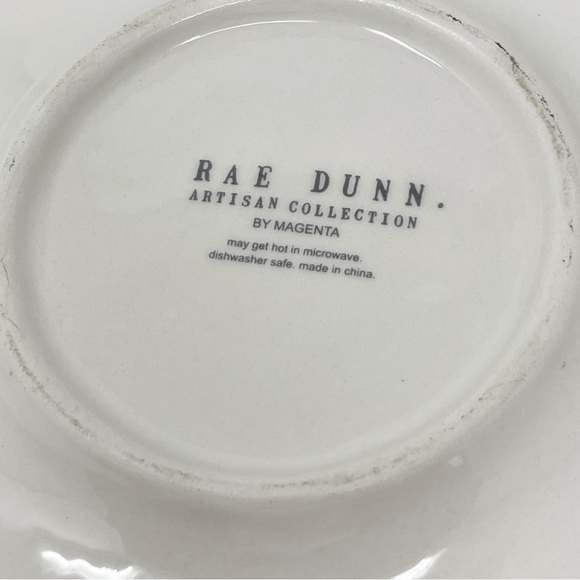 RAE DUNN.
ARTISAN COLLECTION
BY MAGENTA
may get hot in microwave.
dishwasher safe. made in china.